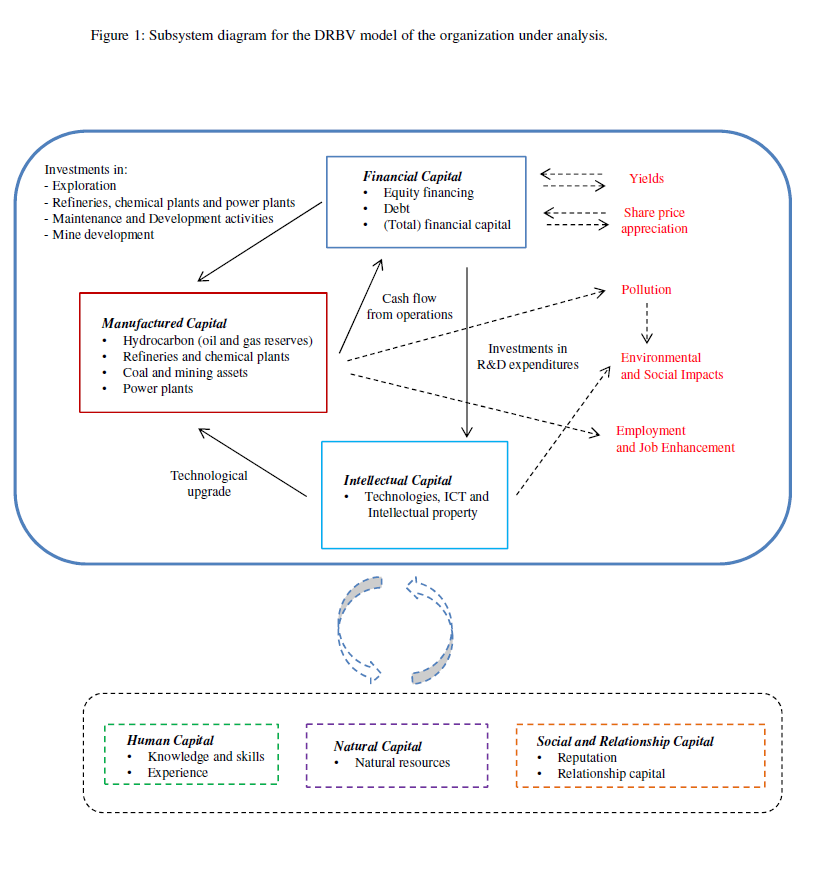 Figure 1: Subsystem diagram for the DRBV model of the organization under analysis.
Investments in:
- Exploration
- Refineries, chemical plants and power plants
- Maintenance and Development activities
- Mine development
Financial Capital
• Equity financing
• Debt
• (Total) financial capital
Yields
Share price
appreciation
Manufactured Capital
• Hydrocarbon (oil and gas reserves)
• Refineries and chemical plants
• Coal and mining assets
• Power plants
Cash flow
from operations
Investments in
R&D expenditures
Pollution
Environmental
and Social Impacts
Employment
and Job Enhancement
Technological
upgrade
Intellectual Capital
• Technologies, ICT and
Intellectual property
Human Capital
• Knowledge and skills
• Experience
Natural Capital
• Natural resources
Social and Relationship Capital
• Reputation
• Relationship capital